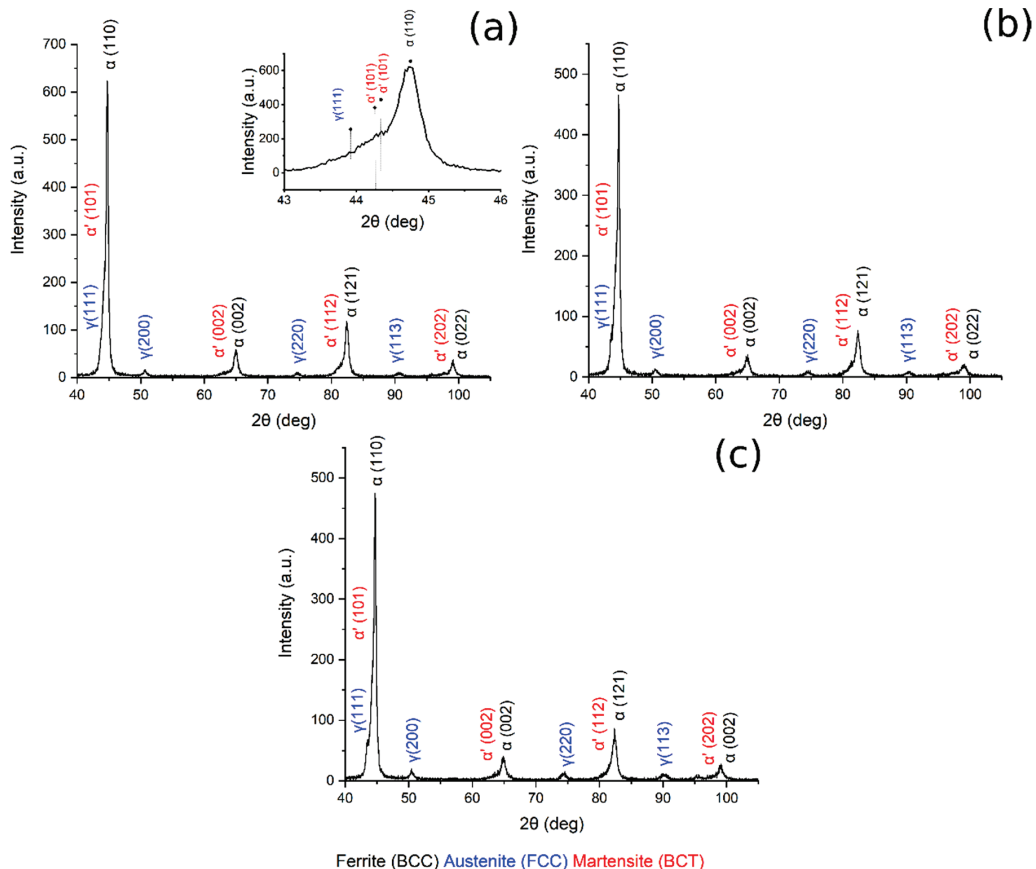 (a)
Intensity (a.u.)
700
600
500
400
300
200
100
0
40 50 60 70 80 90 100
2θ (deg)
γ(111)
α' (101)
α (110)
γ(200)
α' (002)
α (002)
γ(220)
α' (112)
α (121)
γ(113)
α' (202)
α (022)
Intensity (a.u.)
600
400
200
0
43 44 45 46
2θ (deg)
γ(111)
α' (101)
α' (101)
α (110)
(b)
Intensity (a.u.)
500
400
300
200
100
0
40 50 60 70 80 90 100
2θ (deg)
γ(111)
α' (101)
α (110)
γ(200)
α' (002)
α (002)
γ(220)
α' (112)
α (121)
γ(113)
α' (202)
α (022)
(c)
Intensity (a.u.)
500
400
300
200
100
0
40 50 60 70 80 90 100
2θ (deg)
γ(111)
α' (101)
α (110)
γ(200)
α' (002)
α (002)
γ(220)
α' (112)
α (121)
γ(113)
α' (202)
α (002)
Ferrite (BCC) Austenite (FCC) Martensite (BCT)